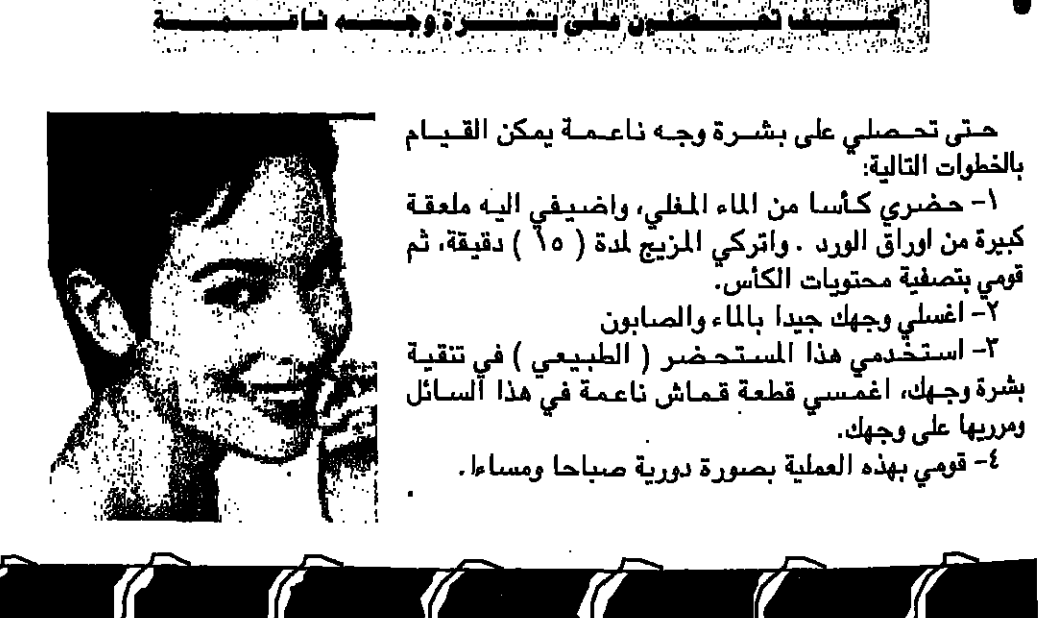 كيف تحصلين على بشرة وجه ناعمة
حتى تحصلي على بشرة وجه ناعمة يمكن القيام
بالخطوات التالية:
١- حضري كأسا من الماء المغلي، واضيفي اليه ملعقة
كبيرة من اوراق الورد . واتركي المزيج لمدة ( ١٥ ) دقيقة، ثم
قومي بتصفية محتويات الكأس.
٢- اغسلي وجهك جيدا بالماء والصابون
٣- استخدمي هذا المستحضر ( الطبيعي ) في تنقية
بشرة وجهك، اغمسي قطعة قماش ناعمة في هذا السائل
ومرريها على وجهك.
٤- قومي بهذه العملية بصورة دورية صباحا ومساءا.